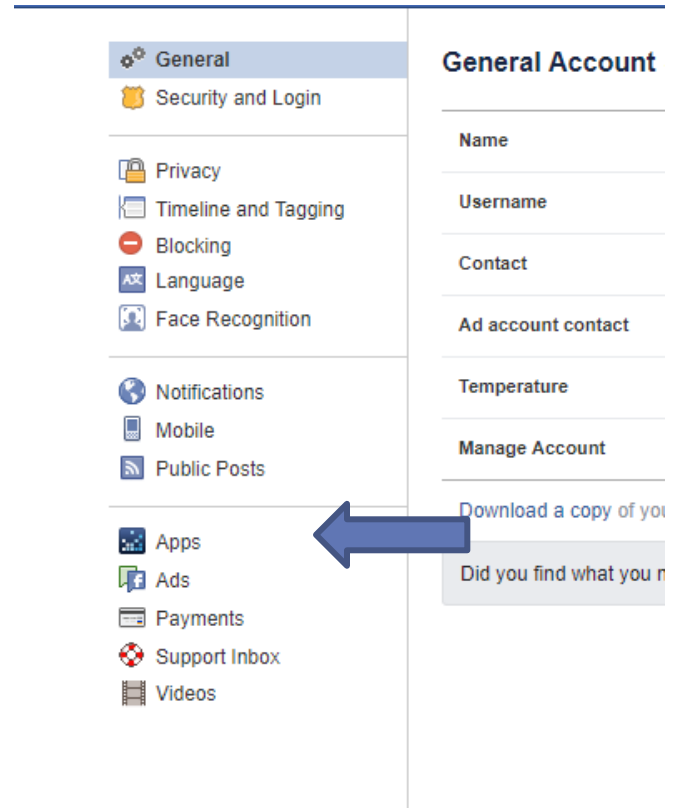 General
Security and Login
Privacy
Timeline and Tagging
Blocking
Language
Face Recognition
Notifications
Mobile
Public Posts
Apps
Ads
Payments
Support Inbox
Videos
General Account
Name
Username
Contact
Ad account contact
Temperature
Manage Account
Download a copy of you
Did you find what you n